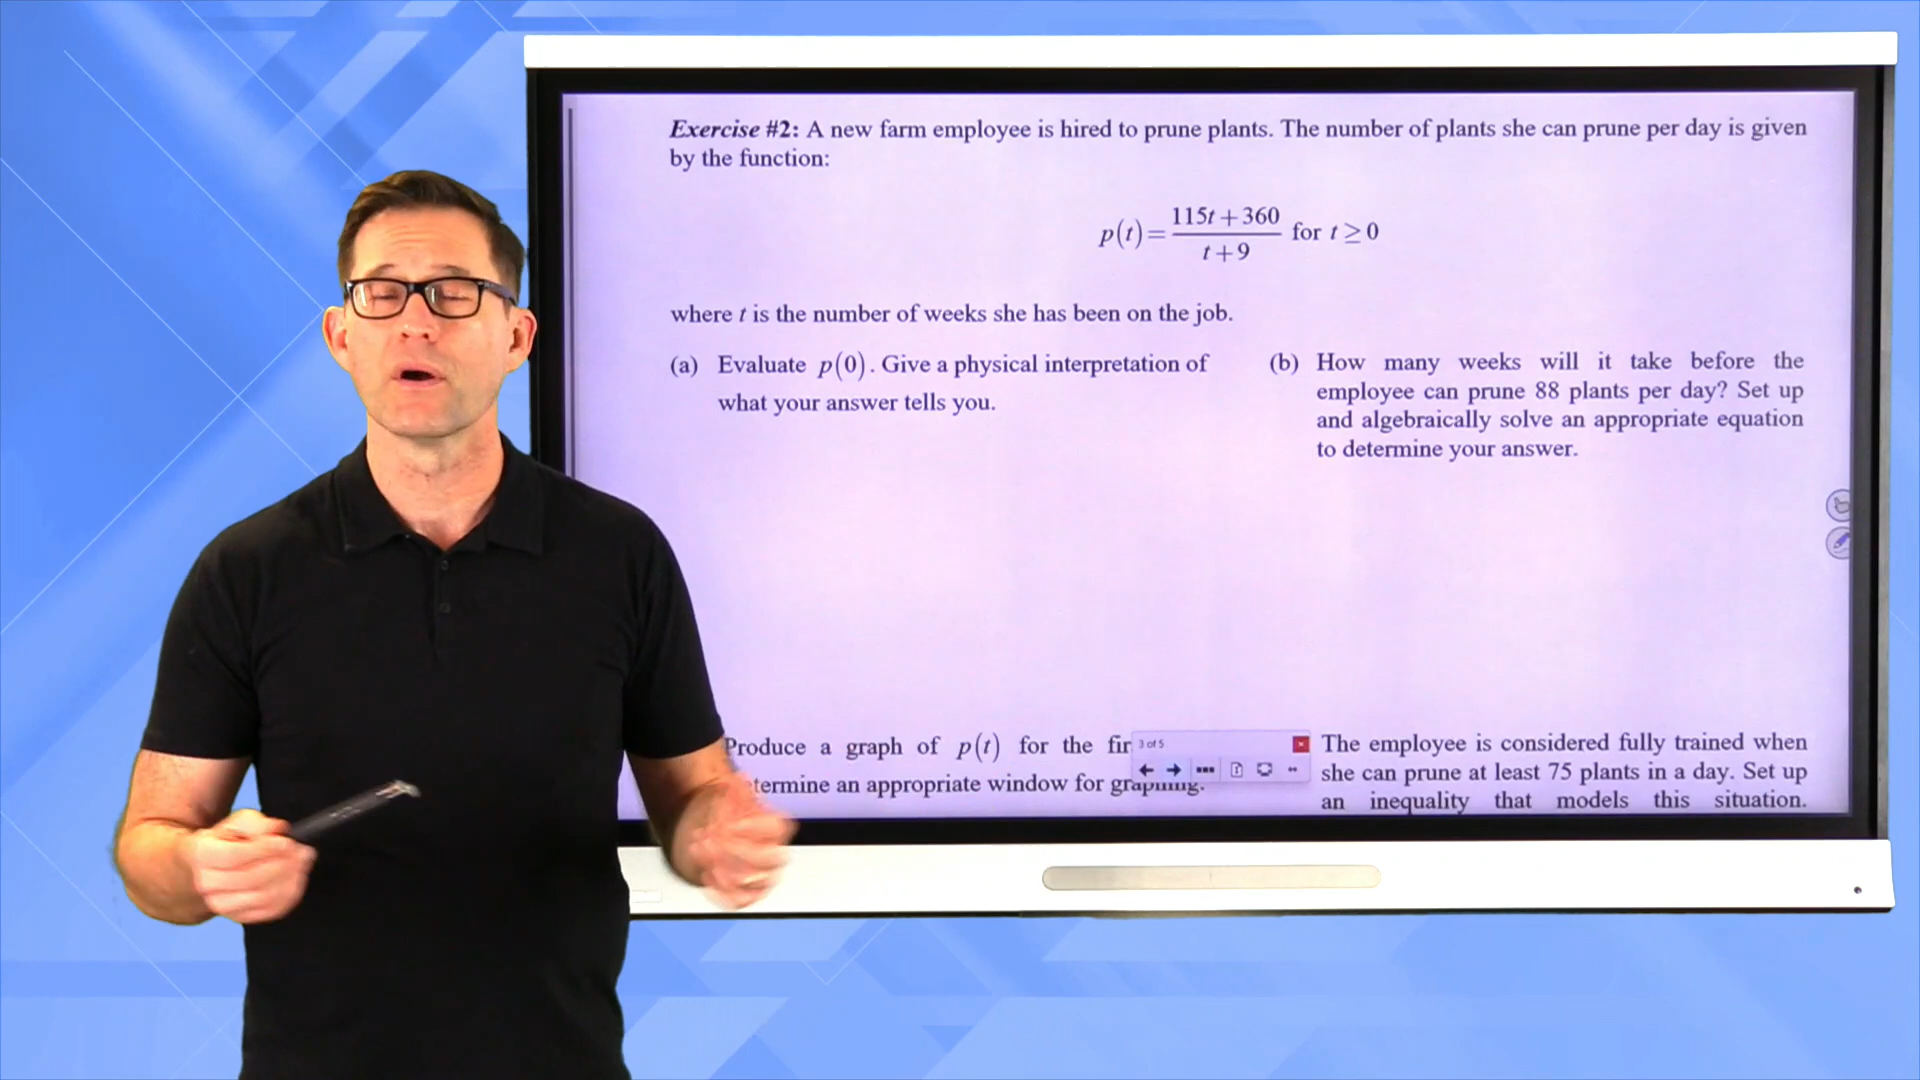 Exercise #2: A new farm employee is hired to prune plants. The number of plants she can prune per day is given
by the function:
p(t) = (115t + 360) / (t + 9) for t ≥ 0
where t is the number of weeks she has been on the job.
(a) Evaluate p(0). Give a physical interpretation of
what your answer tells you.
(b) How many weeks will it take before the
employee can prune 88 plants per day? Set up
and algebraically solve an appropriate equation
to determine your answer.
Produce a graph of p(t) for the
termine an appropriate window for graphing.
3 of 5
The employee is considered fully trained when
she can prune at least 75 plants in a day. Set up
an inequality that models this situation.